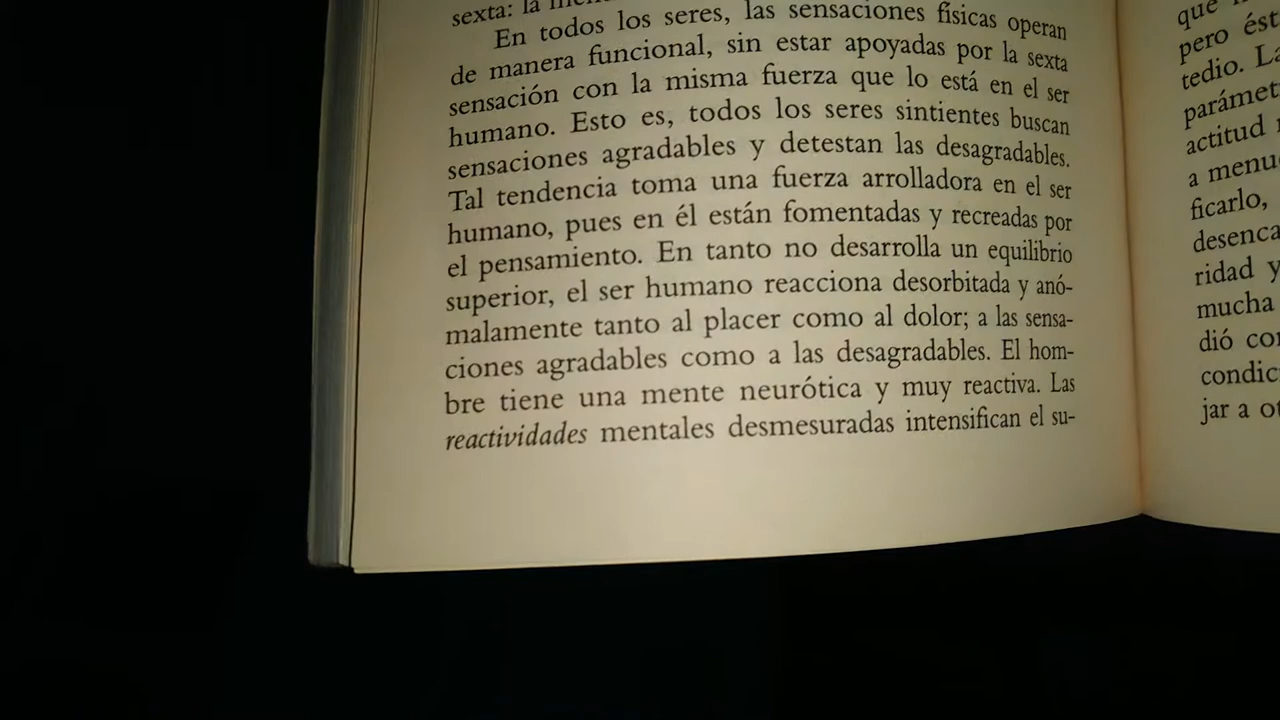 sexta: la
En todos los seres, las sensaciones físicas operan
de manera funcional, sin estar apoyadas por la sexta
sensación con la misma fuerza que lo está en el ser
humano. Esto es, todos los seres sintientes buscan
sensaciones agradables y detestan las desagradables.
Tal tendencia toma una fuerza arrolladora en el ser
humano, pues en él están fomentadas y recreadas por
el pensamiento. En tanto no desarrolla un equilibrio
superior, el ser humano reacciona desorbitada y anó-
malamente tanto al placer como al dolor; a las sensa-
ciones agradables como a las desagradables. El hom-
bre tiene una mente neurótica y muy reactiva. Las
reactividades mentales desmesuradas intensifican el su-
que
pero ést
tedio. La
parámet
actitud
a menu
ficarlo,
desenca
ridad y
mucha
dió co
condic
jar a o